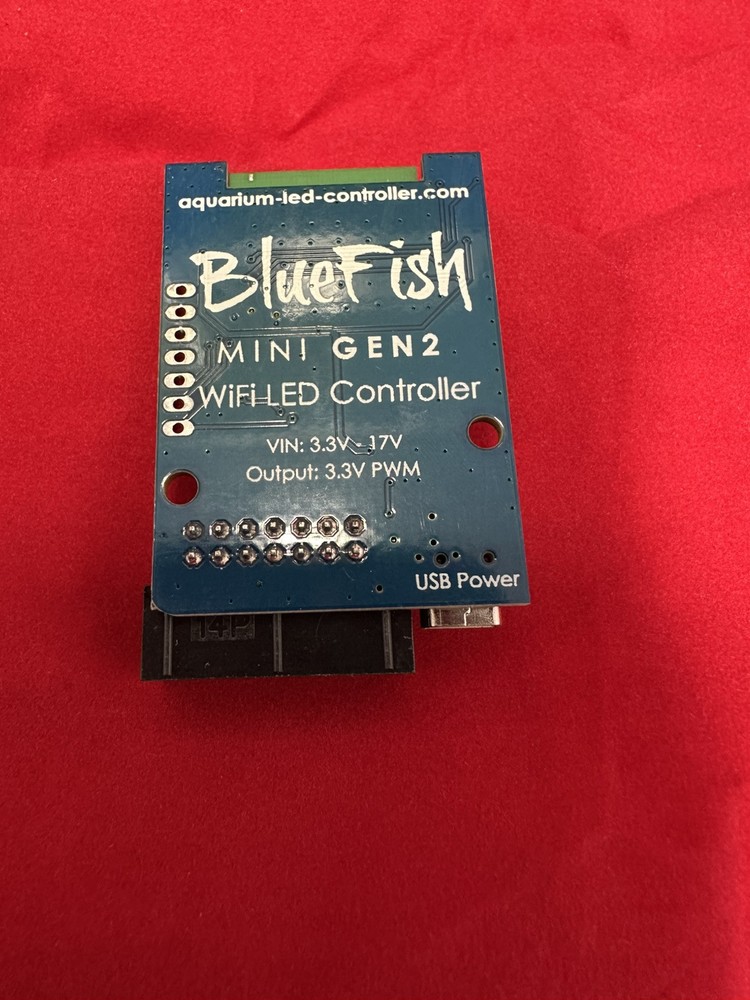 aquarium-led-controller.com
BlueFish
MINI GEN2
WiFi LED Controller
VIN: 3.3V - 17V
Output: 3.3V PWM
USB Power
14P